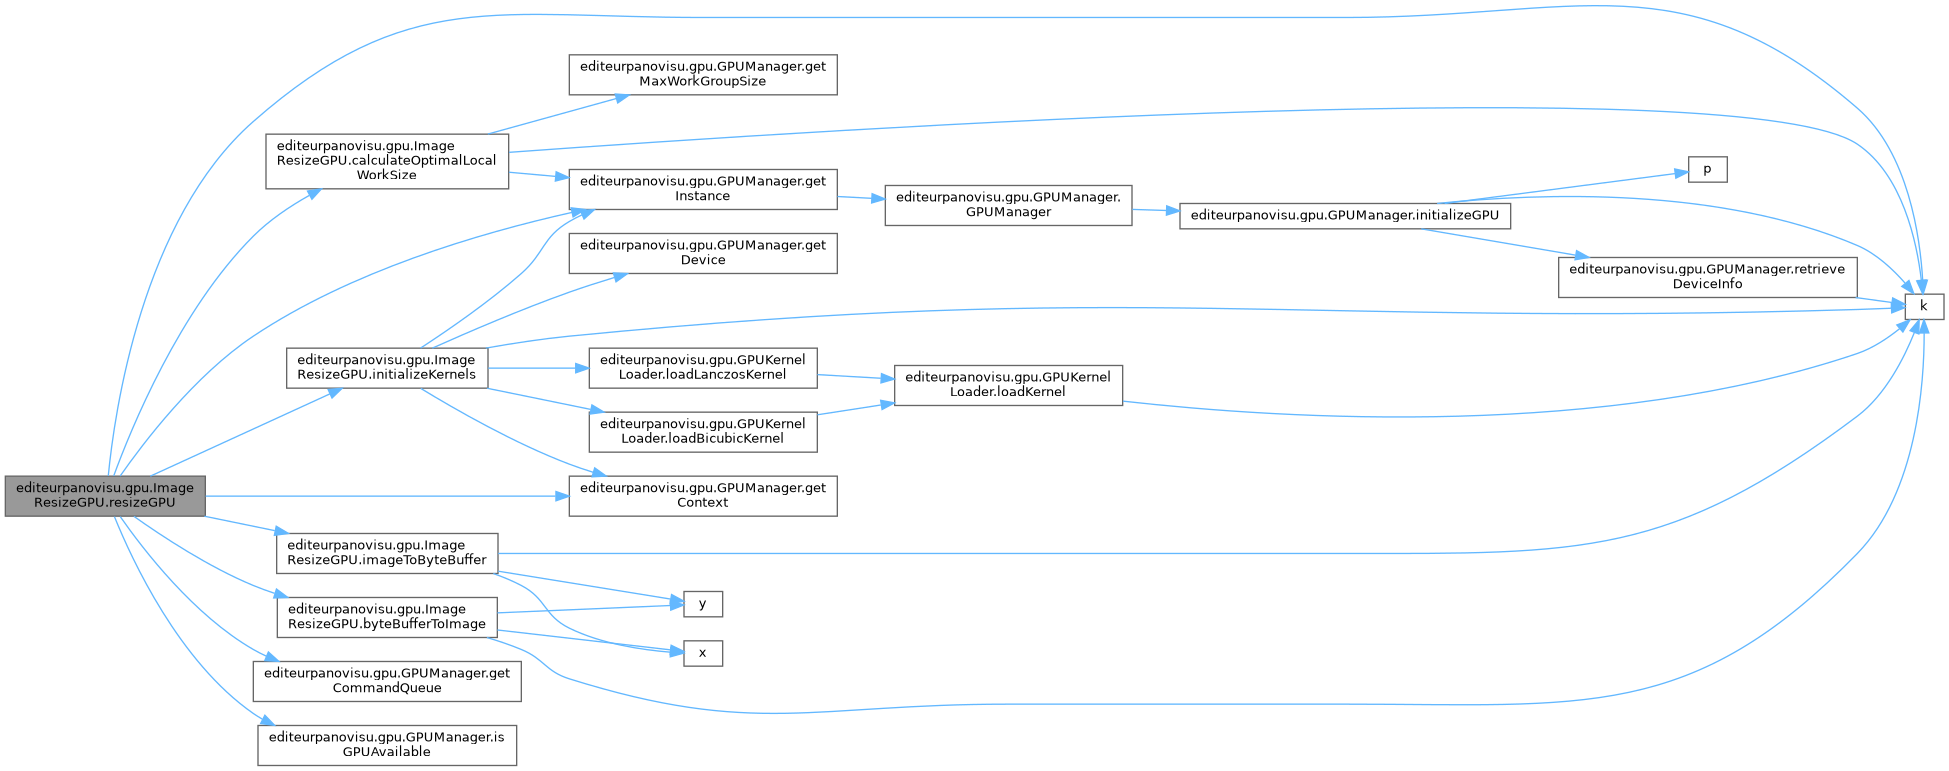 editeurpanovisu.gpu.GPUManager.get
MaxWorkGroupSize
editeurpanovisu.gpu.Image
ResizeGPU.calculateOptimalLocal
WorkSize
p
editeurpanovisu.gpu.GPUManager.get
Instance
editeurpanovisu.gpu.GPUManager.
GPUManager
editeurpanovisu.gpu.GPUManager.initializeGPU
editeurpanovisu.gpu.GPUManager.get
Device
editeurpanovisu.gpu.GPUManager.retrieve
DeviceInfo
k
editeurpanovisu.gpu.Image
ResizeGPU.initializeKernels
editeurpanovisu.gpu.GPUKernel
Loader.loadLanczosKernel
editeurpanovisu.gpu.GPUKernel
Loader.loadKernel
editeurpanovisu.gpu.GPUKernel
Loader.loadBicubicKernel
editeurpanovisu.gpu.Image
ResizeGPU.resizeGPU
editeurpanovisu.gpu.GPUManager.get
Context
editeurpanovisu.gpu.Image
ResizeGPU.imageToByteBuffer
y
editeurpanovisu.gpu.Image
ResizeGPU.byteBufferToImage
x
editeurpanovisu.gpu.GPUManager.get
CommandQueue
editeurpanovisu.gpu.GPUManager.is
GPUAvailable